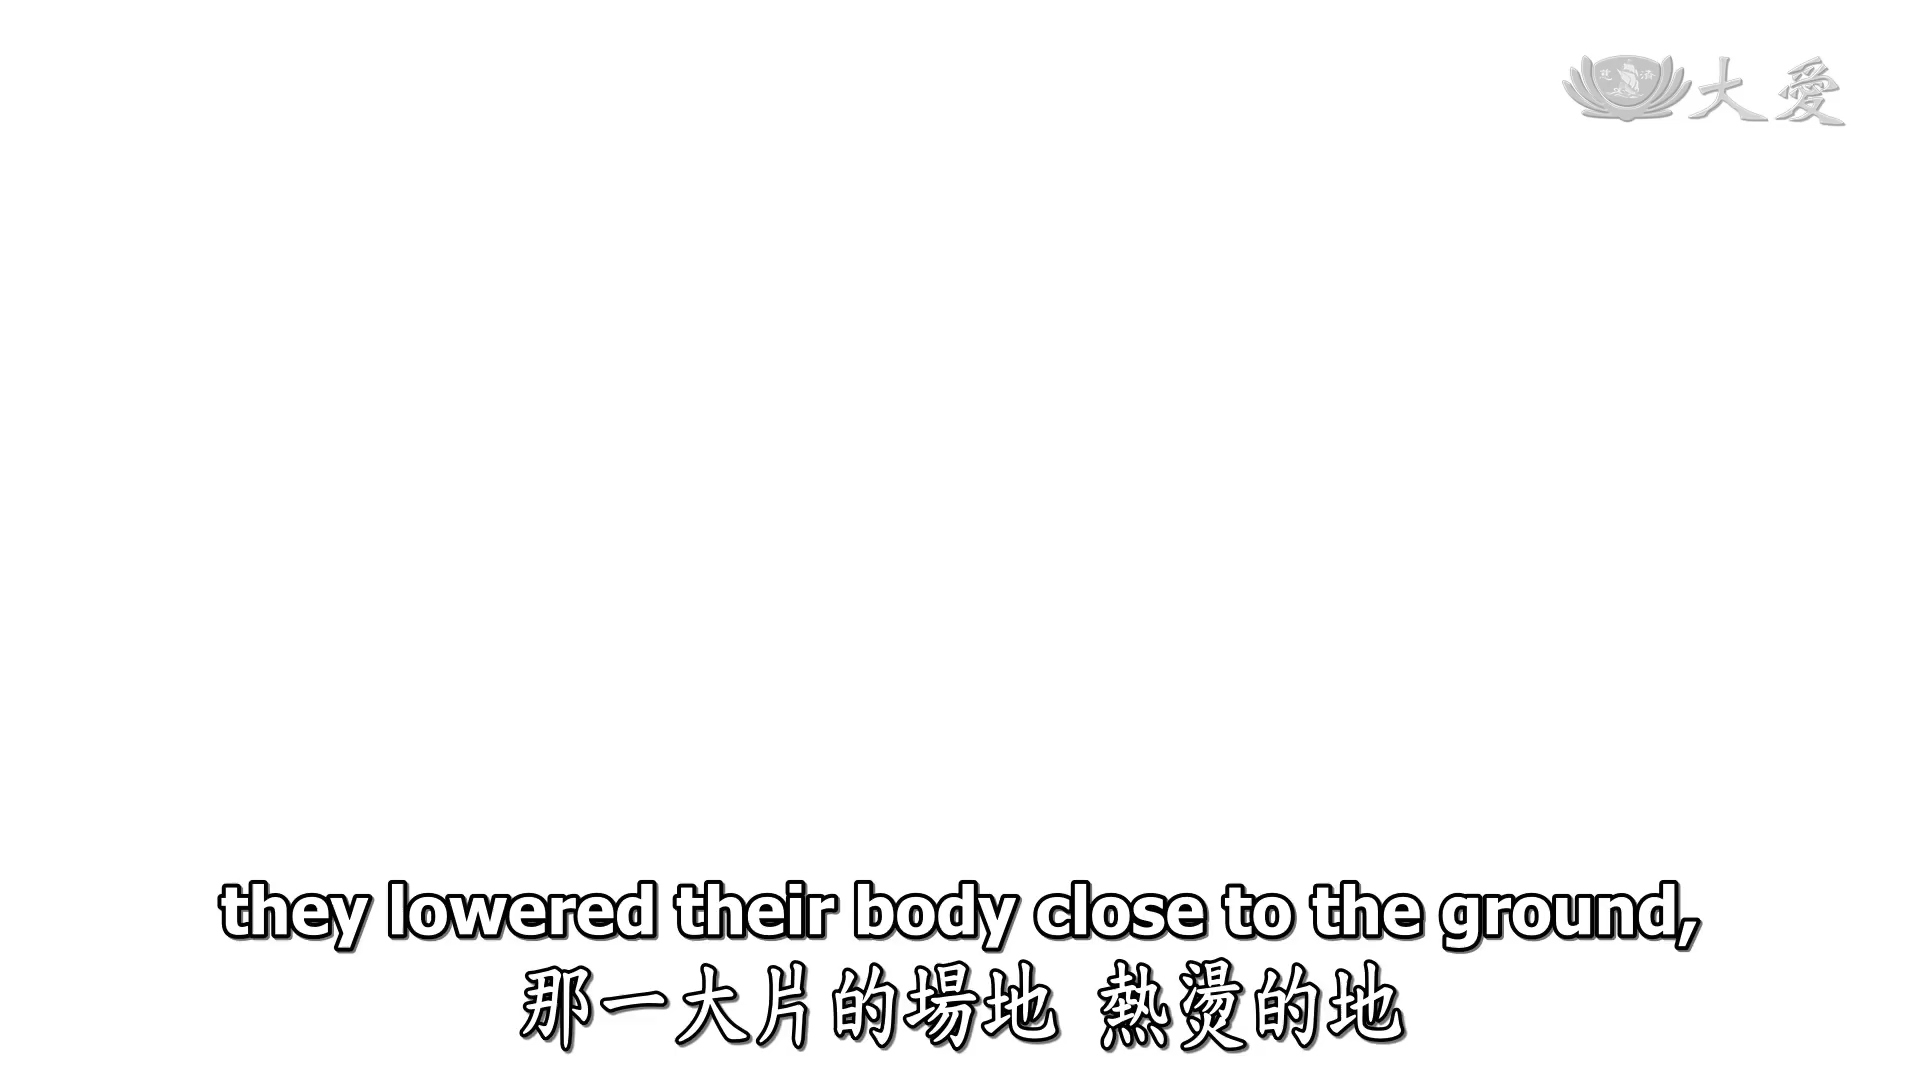 大愛
they lowered their body close to the ground,
那一大片的場地 熱燙的地